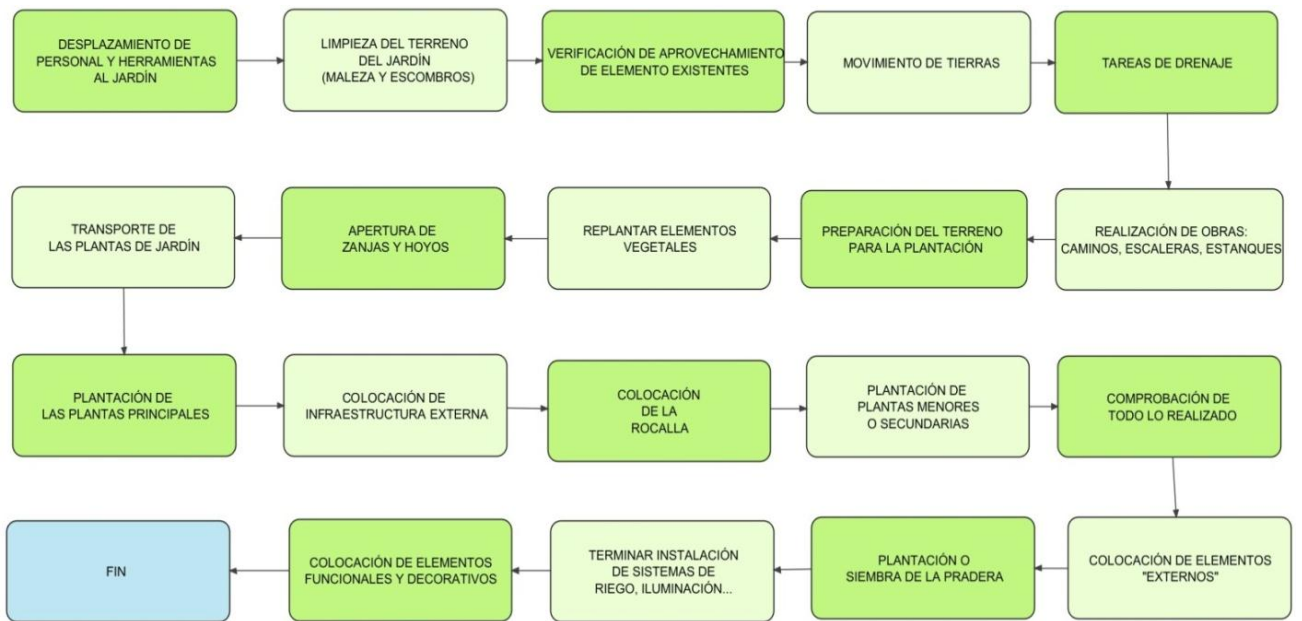 DESPLAZAMIENTO DE
PERSONAL Y HERRAMIENTAS
AL JARDÍN
LIMPIEZA DEL TERRENO
DEL JARDÍN
(MALEZA Y ESCOMBROS)
VERIFICACIÓN DE APROVECHAMIENTO
DE ELEMENTO EXISTENTES
MOVIMIENTO DE TIERRAS
TAREAS DE DRENAJE
REALIZACIÓN DE OBRAS:
CAMINOS, ESCALERAS, ESTANQUES
PREPARACIÓN DEL TERRENO
PARA LA PLANTACIÓN
REPLANTAR ELEMENTOS
VEGETALES
APERTURA DE
ZANJAS Y HOYOS
TRANSPORTE DE
LAS PLANTAS DE JARDÍN
PLANTACIÓN DE
LAS PLANTAS PRINCIPALES
COLOCACIÓN DE
INFRAESTRUCTURA EXTERNA
COLOCACIÓN
DE LA
ROCALLA
PLANTACIÓN DE
PLANTAS MENORES
O SECUNDARIAS
COMPROBACIÓN DE
TODO LO REALIZADO
COLOCACIÓN DE ELEMENTOS
"EXTERNOS"
PLANTACIÓN O
SIEMBRA DE LA PRADERA
TERMINAR INSTALACIÓN
DE SISTEMAS DE
RIEGO, ILUMINACIÓN...
COLOCACIÓN DE ELEMENTOS
FUNCIONALES Y DECORATIVOS
FIN